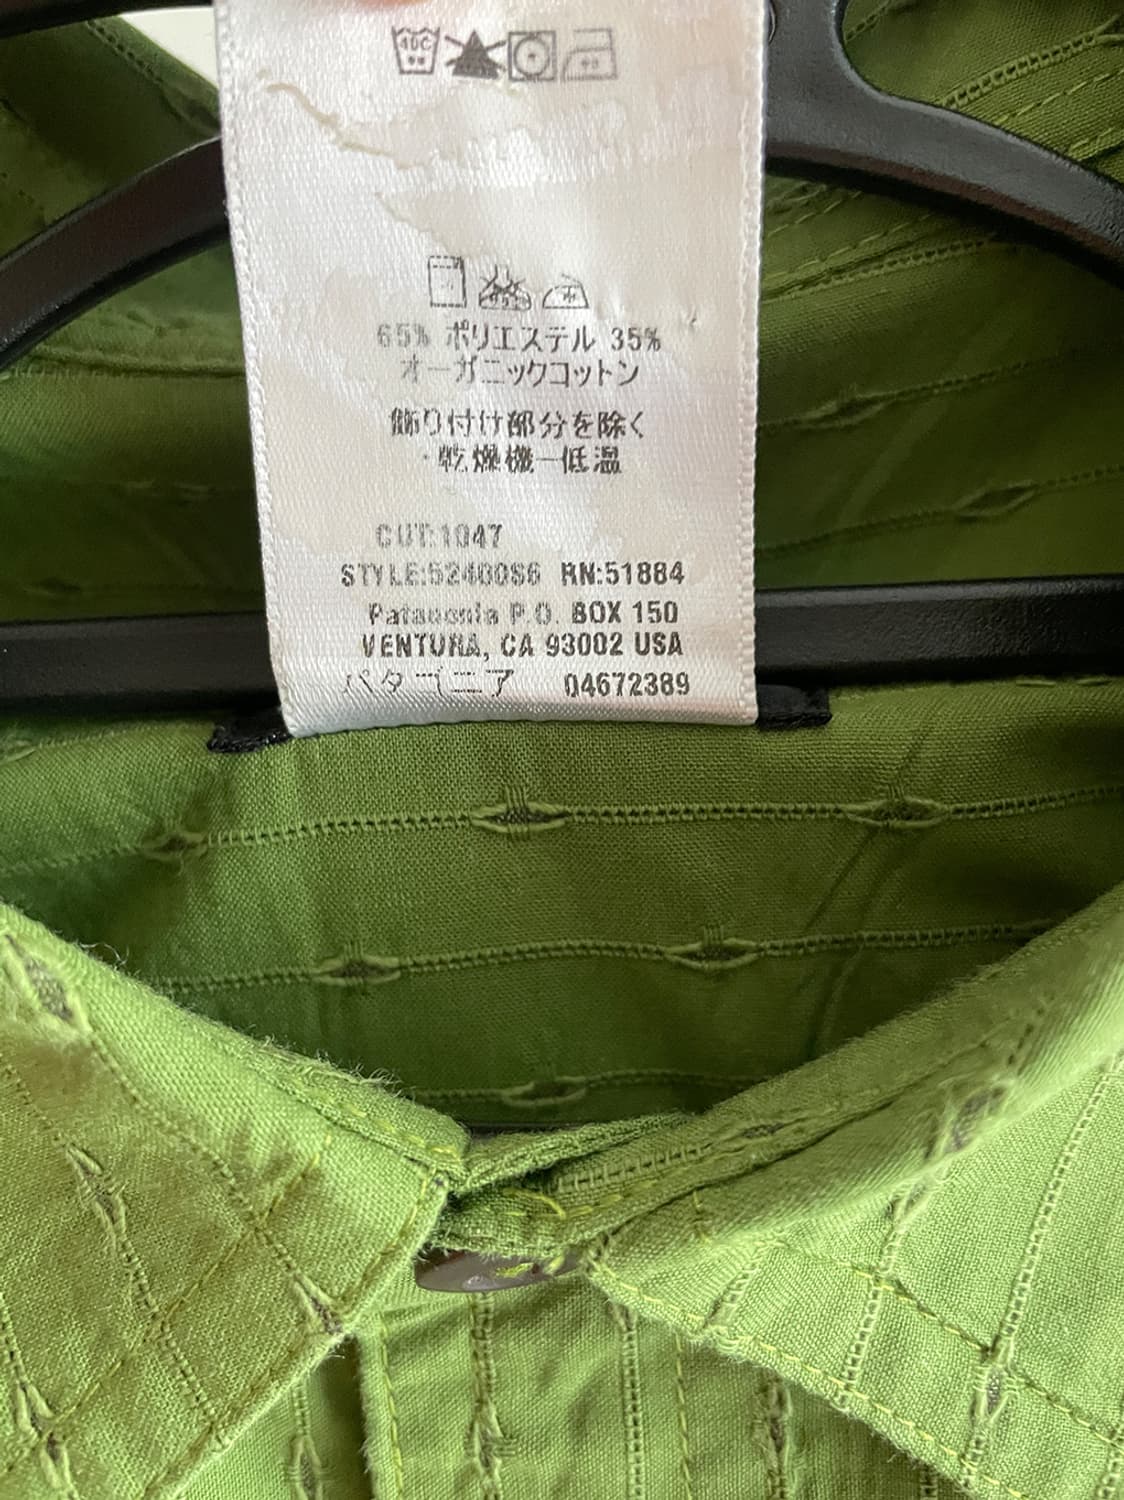 40C
65% ポリエステル 35%
オーガニックコットン
飾り付け部分を除く
・乾燥機ー低温
CUT:1047
STYLE:52400S6 RN:51884
Patagonia P.O. BOX 150
VENTURA, CA 93002 USA
パタゴニア 04672389